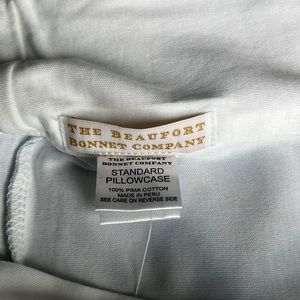 THE BEAUFORT
BONNET COMPANY
THE BEAUFORT
BONNET COMPANY
STANDARD
PILLOWCASE
100% PIMA COTTON
MADE IN PERU
SEE CARE ON REVERSE SIDE